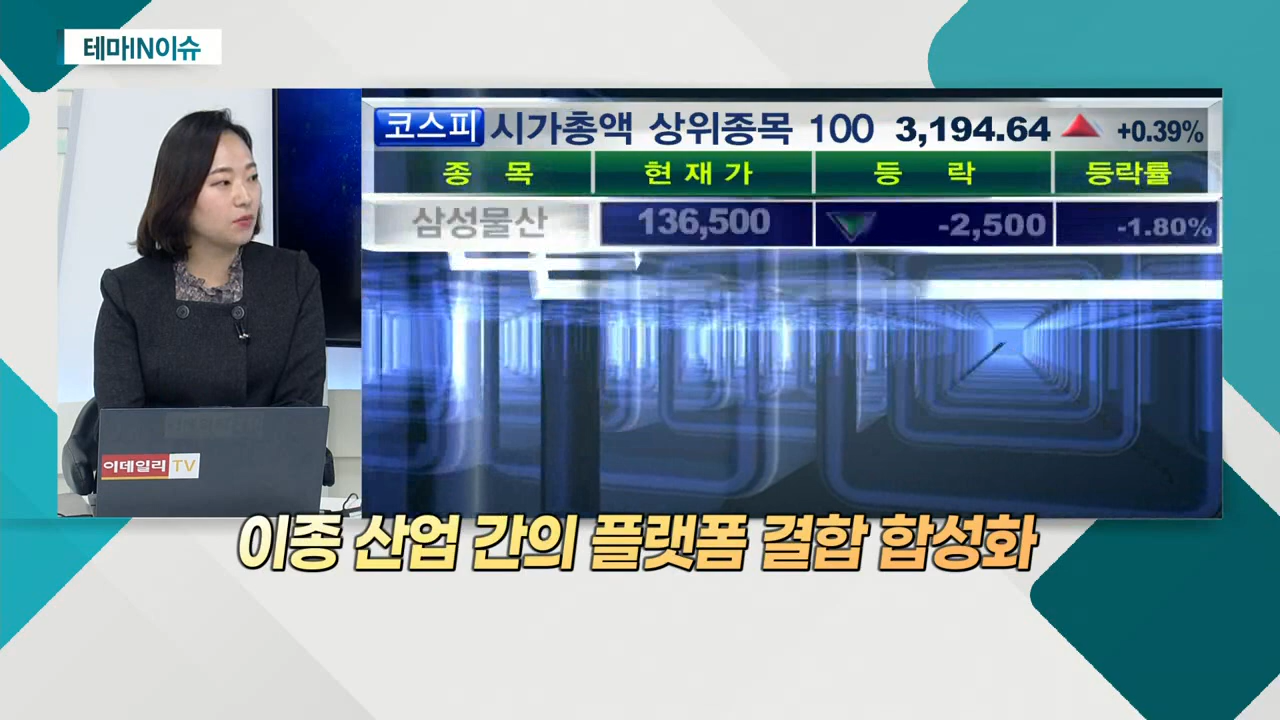 테마IN이슈
코스피 시가총액 상위종목 100 3,194.64 +0.39%
종 목 현 재 가 등 락 등락률
삼성물산 136,500 -2,500 -1.80%
이데일리 TV
이종 산업 간의 플랫폼 결합 합성화